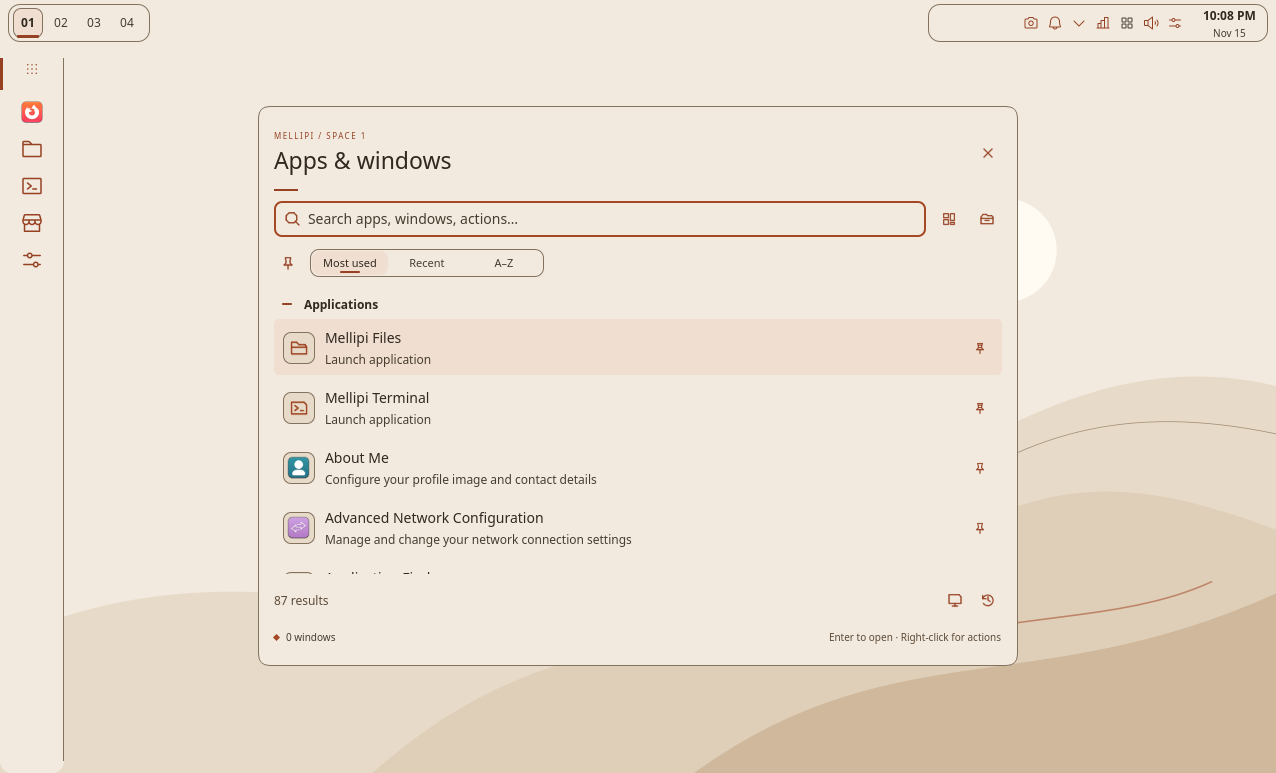 01 02 03 04
10:08 PM
Nov 15
MELLIPI / SPACE 1
Apps & windows
Search apps, windows, actions...
Most used Recent A–Z
Applications
Mellipi Files
Launch application
Mellipi Terminal
Launch application
About Me
Configure your profile image and contact details
Advanced Network Configuration
Manage and change your network connection settings
87 results
0 windows
Enter to open · Right-click for actions